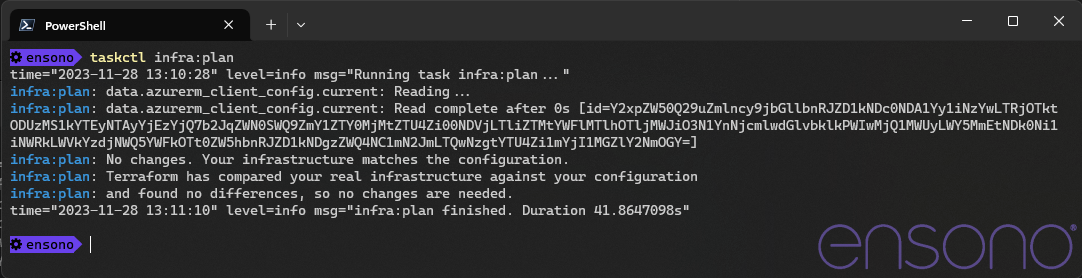 PowerShell
ensono taskctl infra:plan
time="2023-11-28 13:10:28" level=info msg="Running task infra:plan..."
infra:plan: data.azurerm_client_config.current: Reading...
infra:plan: data.azurerm_client_config.current: Read complete after 0s [id=Y2xpZW50Q29uZmlncy9jbGllbnRJZD1kNDc0NDA1Yy1iNzYwLTRjOTkt
ODUzMS1kYTEyNTAyYjEzYjQ7b2JqZWN0SWQ9ZmY1ZTY0MjMtZTU4Zi00NDVjLTliZTMtYWFlMTlhOTljMWJiO3N1YnNjcmlwdGlvbklkPWIwMjQ1MWUyLWY5MmEtNDk0Ni1
iNWRkLWVkYzdjNWQ5YWFkOTt0ZW5hbnRJZD1kNDgzZWQ4NC1mN2JmLTQwNzgtYTU4Zi1mYjI1MGZlY2NmOGY=]
infra:plan: No changes. Your infrastructure matches the configuration.
infra:plan: Terraform has compared your real infrastructure against your configuration
infra:plan: and found no differences, so no changes are needed.
time="2023-11-28 13:11:10" level=info msg="infra:plan finished. Duration 41.8647098s"
ensono
ensono®